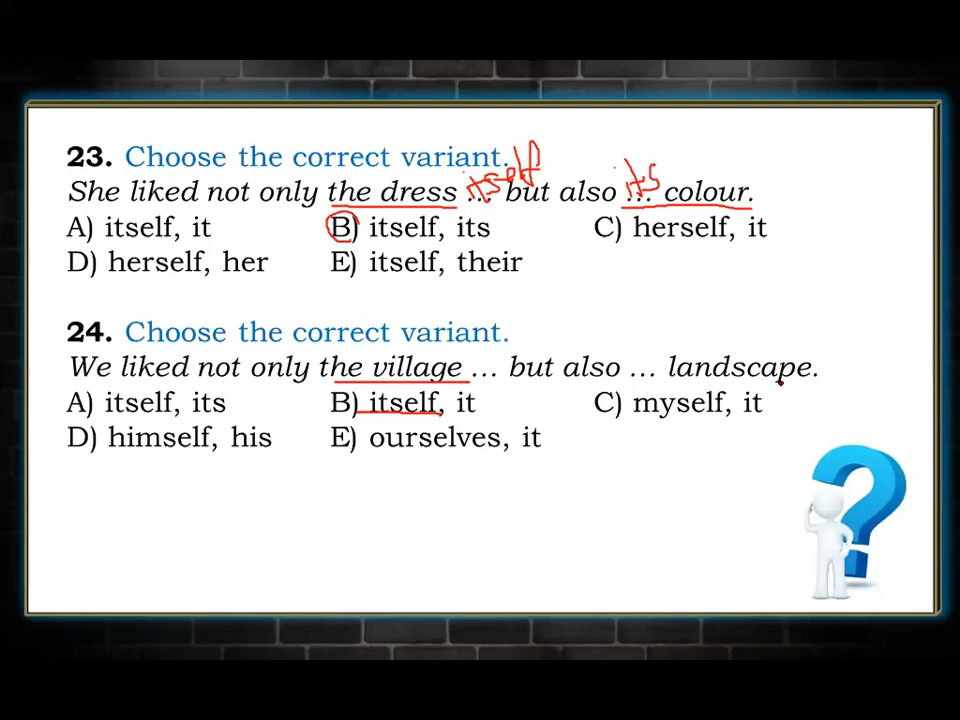 23. Choose the correct variant.
itself its
She liked not only the dress ... but also ... colour.
A) itself, it B) itself, its C) herself, it
D) herself, her E) itself, their
24. Choose the correct variant.
We liked not only the village ... but also ... landscape.
A) itself, its B) itself, it C) myself, it
D) himself, his E) ourselves, it